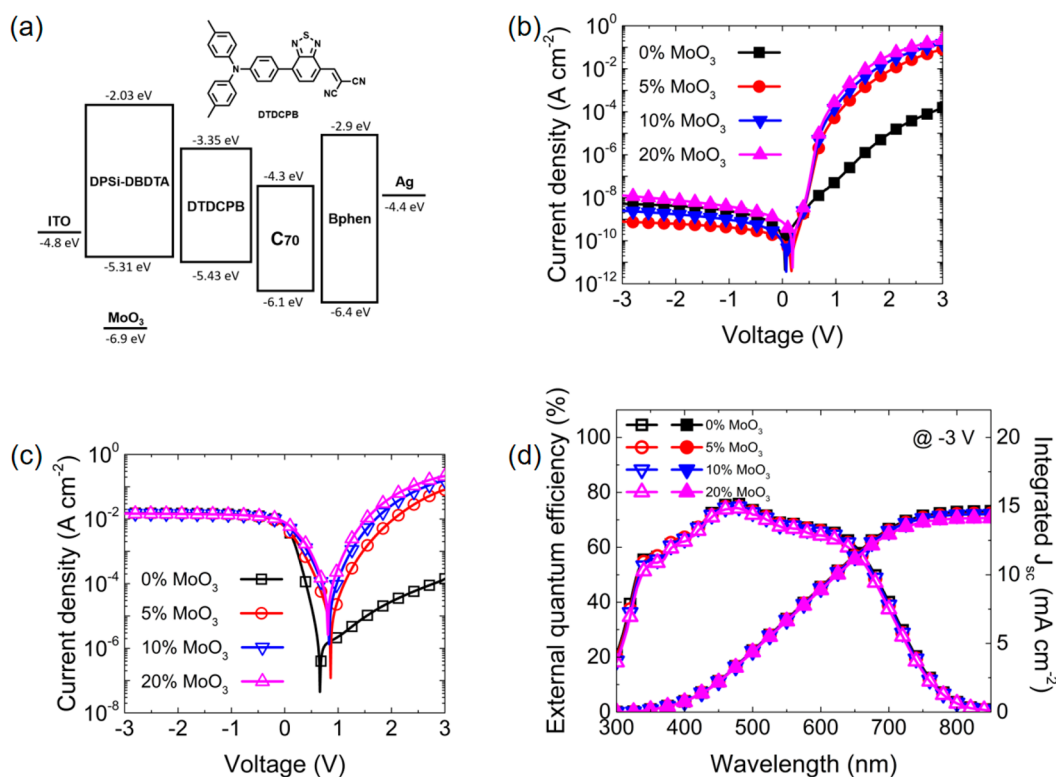 (a)
N
S
N
N
CN
NC
DTDCPB
-2.03 eV
DPSi-DBDTA
-5.31 eV
-3.35 eV
DTDCPB
-5.43 eV
-4.3 eV
C70
-6.1 eV
-2.9 eV
Bphen
-6.4 eV
Ag
-4.4 eV
ITO
-4.8 eV
MoO3
-6.9 eV
(b)
Current density (A cm-2)
10^0
10^-2
10^-4
10^-6
10^-8
10^-10
10^-12
0% MoO3
5% MoO3
10% MoO3
20% MoO3
-3 -2 -1 0 1 2 3
Voltage (V)
(c)
Current density (A cm-2)
10^2
10^0
10^-2
10^-4
10^-6
10^-8
0% MoO3
5% MoO3
10% MoO3
20% MoO3
-3 -2 -1 0 1 2 3
Voltage (V)
(d)
External quantum efficiency (%)
100
80
60
40
20
0
0% MoO3
5% MoO3
10% MoO3
20% MoO3
@ -3 V
20
15
10
5
0
Integrated Jsc (mA cm-2)
300 400 500 600 700 800
Wavelength (nm)